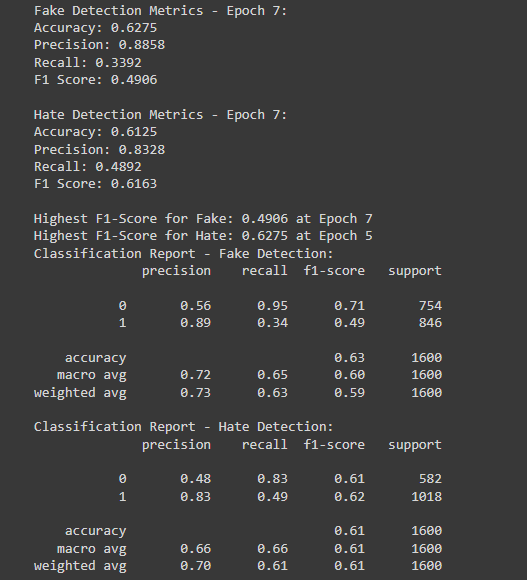 Fake Detection Metrics - Epoch 7:
Accuracy: 0.6275
Precision: 0.8858
Recall: 0.3392
F1 Score: 0.4906

Hate Detection Metrics - Epoch 7:
Accuracy: 0.6125
Precision: 0.8328
Recall: 0.4892
F1 Score: 0.6163

Highest F1-Score for Fake: 0.4906 at Epoch 7
Highest F1-Score for Hate: 0.6275 at Epoch 5
Classification Report - Fake Detection:
              precision    recall  f1-score   support

           0       0.56      0.95      0.71       754
           1       0.89      0.34      0.49       846

    accuracy                           0.63      1600
   macro avg       0.72      0.65      0.60      1600
weighted avg       0.73      0.63      0.59      1600

Classification Report - Hate Detection:
              precision    recall  f1-score   support

           0       0.48      0.83      0.61       582
           1       0.83      0.49      0.62      1018

    accuracy                           0.61      1600
   macro avg       0.66      0.66      0.61      1600
weighted avg       0.70      0.61      0.61      1600